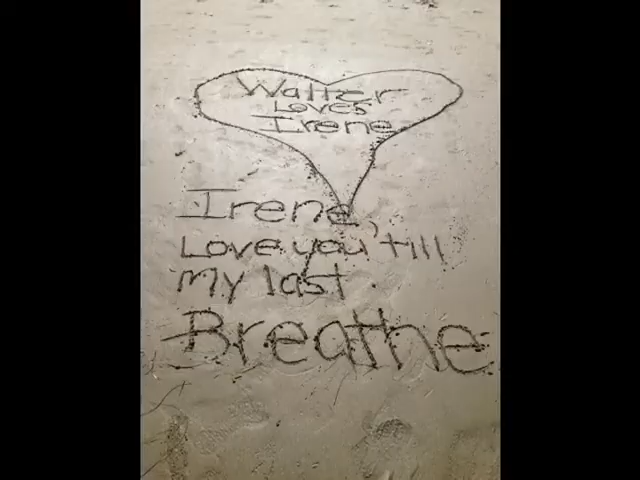 Walter
Loves
Irene
Irene,
Love you till
My last
Breathe